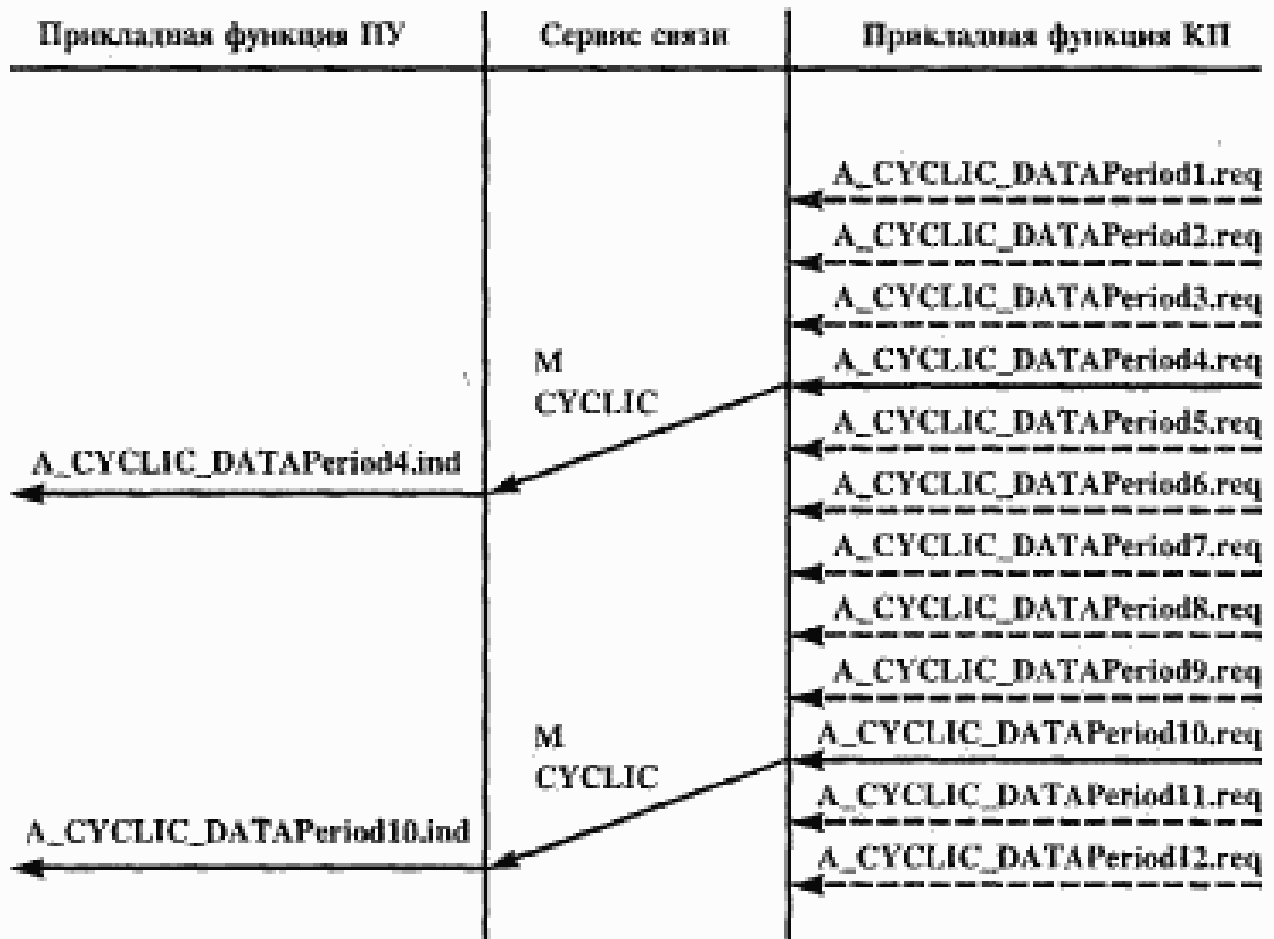 Прикладная функция ПУ
Сервис связи
Прикладная функция КП
A_CYCLIC_DATAPeriod1.req
A_CYCLIC_DATAPeriod2.req
A_CYCLIC_DATAPeriod3.req
M
CYCLIC
A_CYCLIC_DATAPeriod4.req
A_CYCLIC_DATAPeriod5.req
A_CYCLIC_DATAPeriod4.ind
A_CYCLIC_DATAPeriod6.req
A_CYCLIC_DATAPeriod7.req
A_CYCLIC_DATAPeriod8.req
A_CYCLIC_DATAPeriod9.req
M
CYCLIC
A_CYCLIC_DATAPeriod10.req
A_CYCLIC_DATAPeriod11.req
A_CYCLIC_DATAPeriod10.ind
A_CYCLIC_DATAPeriod12.req